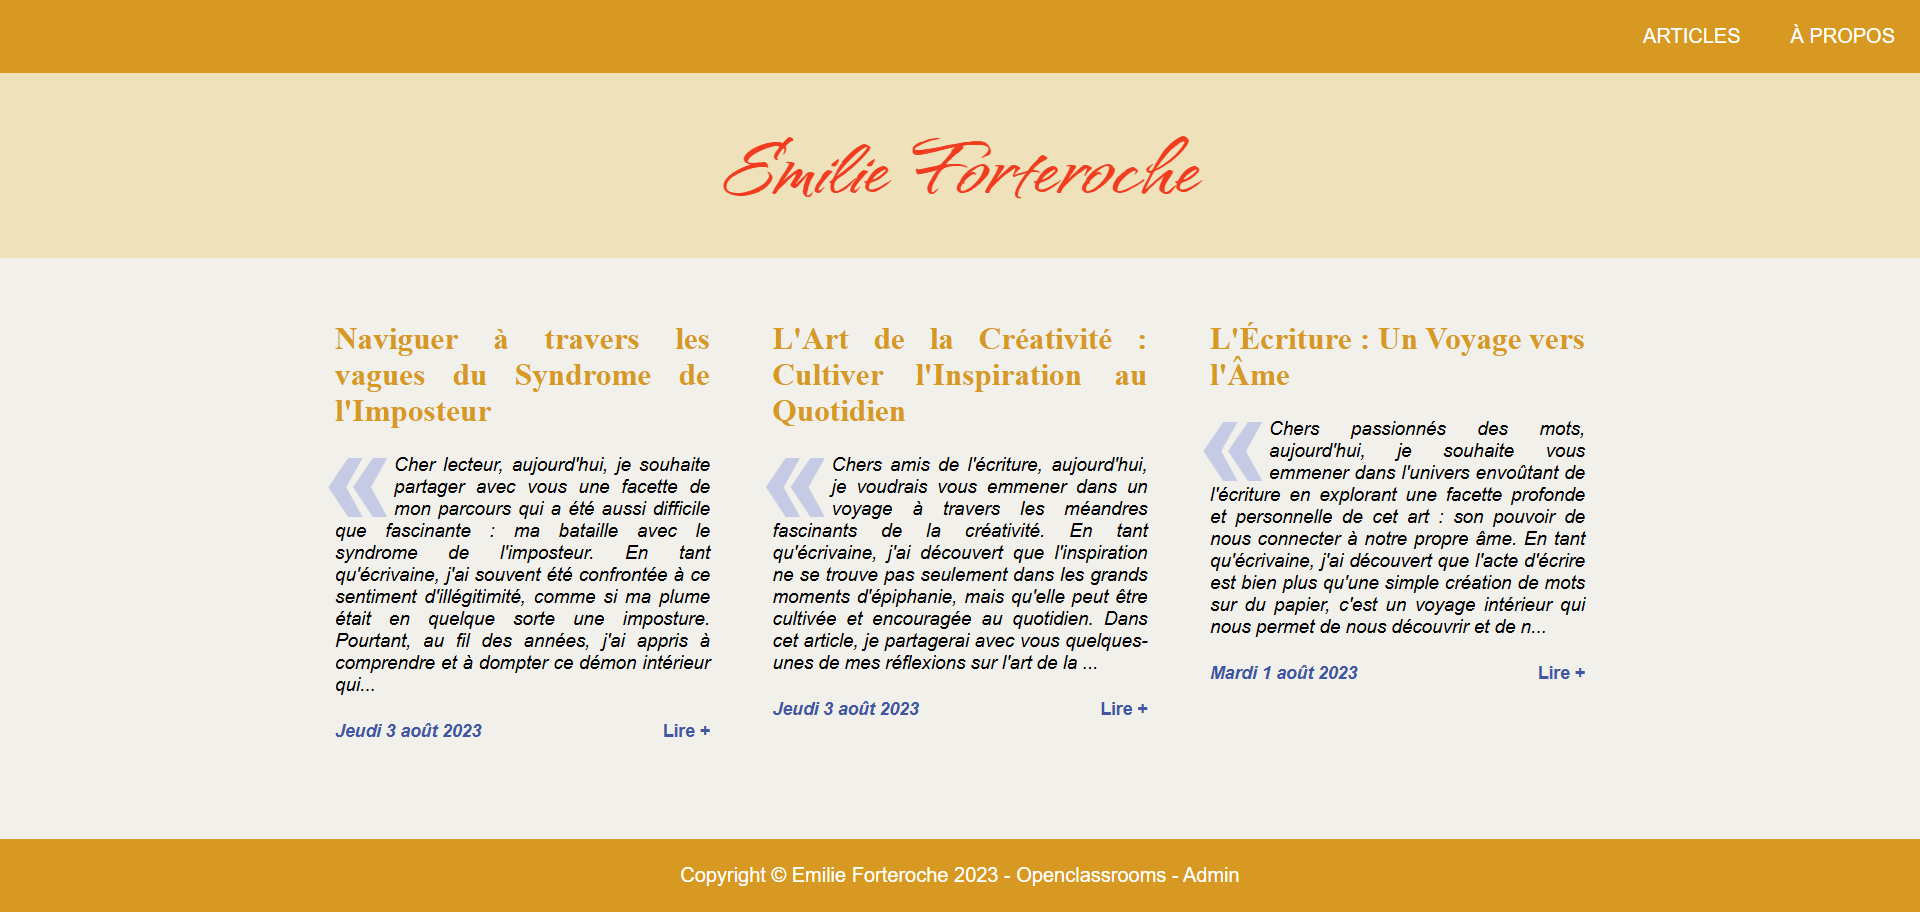 ARTICLES À PROPOS
Emilie Forteroche
Naviguer à travers les
vagues du Syndrome de
l'Imposteur
« Cher lecteur, aujourd'hui, je souhaite
partager avec vous une facette de
mon parcours qui a été aussi difficile
que fascinante : ma bataille avec le
syndrome de l'imposteur. En tant
qu'écrivaine, j'ai souvent été confrontée à ce
sentiment d'illégitimité, comme si ma plume
était en quelque sorte une imposture.
Pourtant, au fil des années, j'ai appris à
comprendre et à dompter ce démon intérieur
qui...
Jeudi 3 août 2023 Lire +
L'Art de la Créativité :
Cultiver l'Inspiration au
Quotidien
« Chers amis de l'écriture, aujourd'hui,
je voudrais vous emmener dans un
voyage à travers les méandres
fascinants de la créativité. En tant
qu'écrivaine, j'ai découvert que l'inspiration
ne se trouve pas seulement dans les grands
moments d'épiphanie, mais qu'elle peut être
cultivée et encouragée au quotidien. Dans
cet article, je partagerai avec vous quelques-
unes de mes réflexions sur l'art de la ...
Jeudi 3 août 2023 Lire +
L'Écriture : Un Voyage vers
l'Âme
« Chers passionnés des mots,
aujourd'hui, je souhaite vous
emmener dans l'univers envoûtant de
l'écriture en explorant une facette profonde
et personnelle de cet art : son pouvoir de
nous connecter à notre propre âme. En tant
qu'écrivaine, j'ai découvert que l'acte d'écrire
est bien plus qu'une simple création de mots
sur du papier, c'est un voyage intérieur qui
nous permet de nous découvrir et de n...
Mardi 1 août 2023 Lire +
Copyright © Emilie Forteroche 2023 - Openclassrooms - Admin